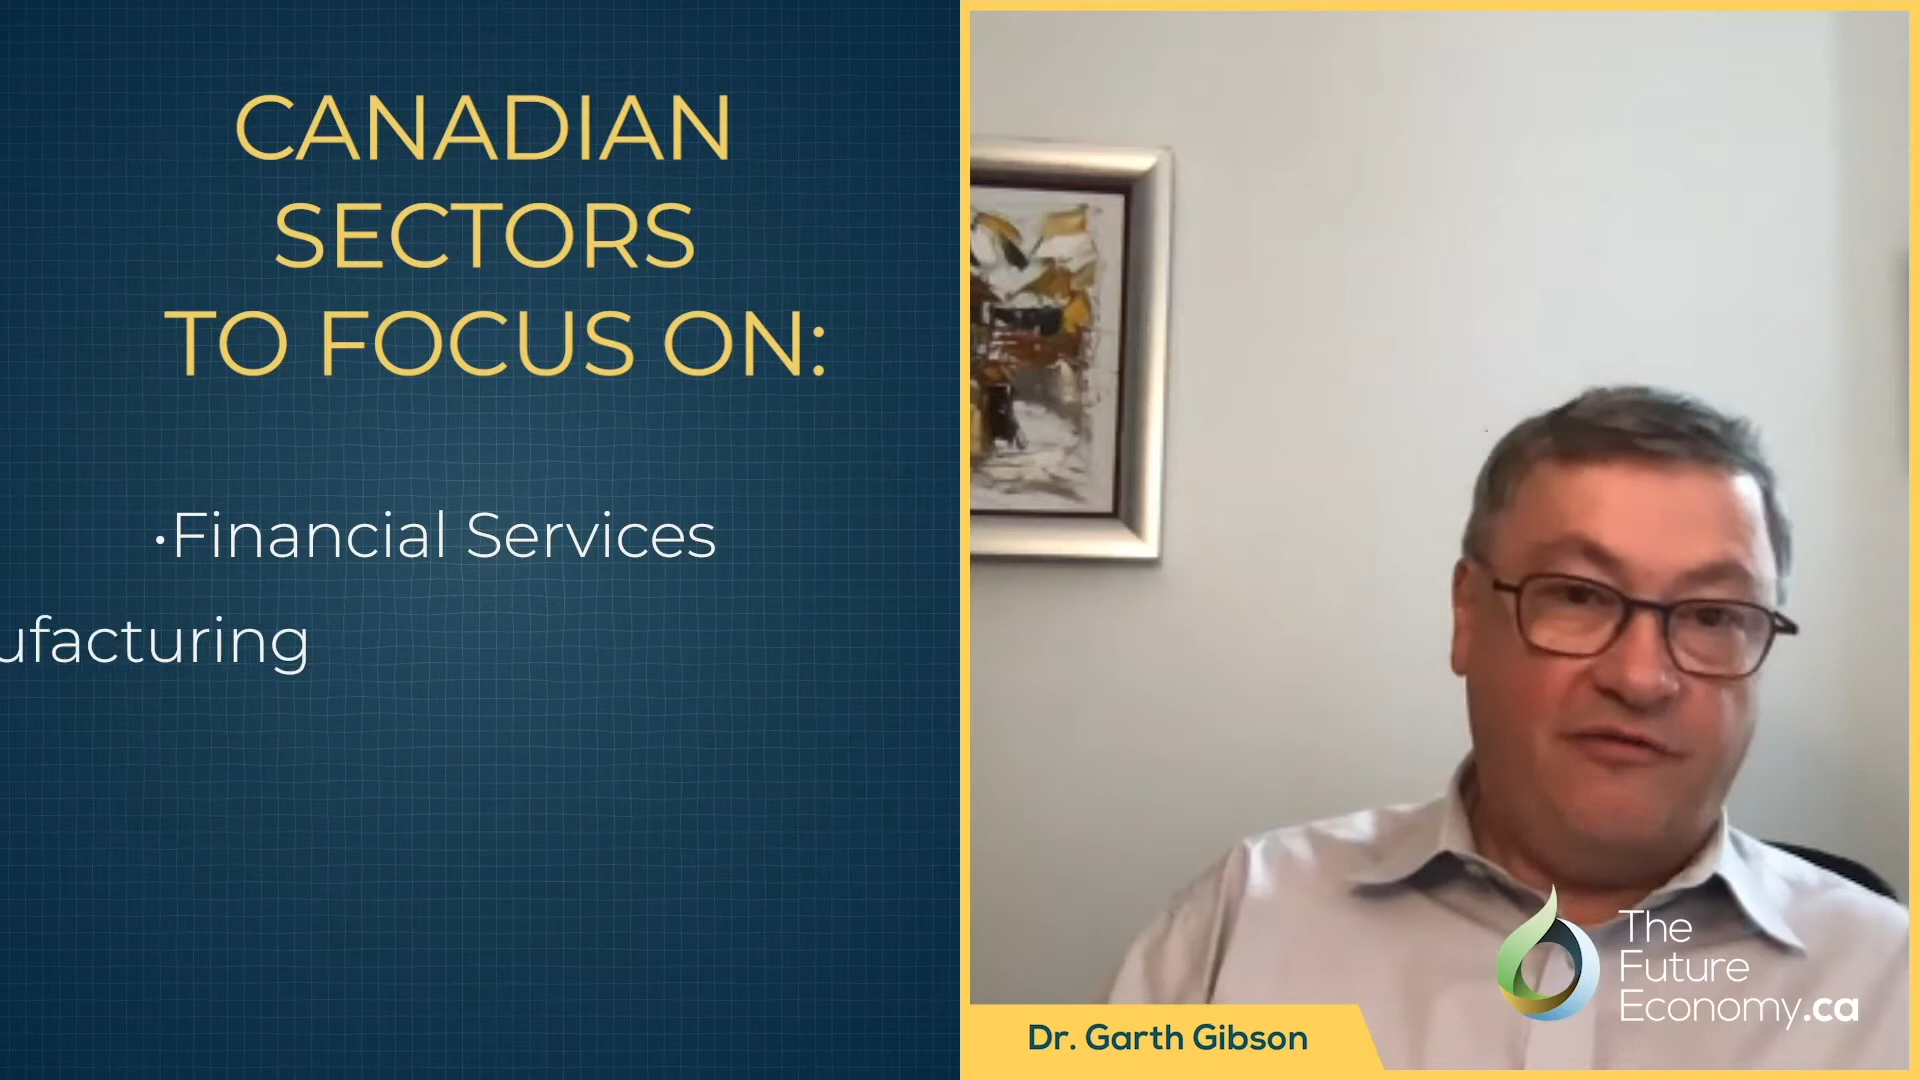 CANADIAN
SECTORS
TO FOCUS ON:
•Financial Services
ufacturing
Dr. Garth Gibson
The
Future
Economy.ca